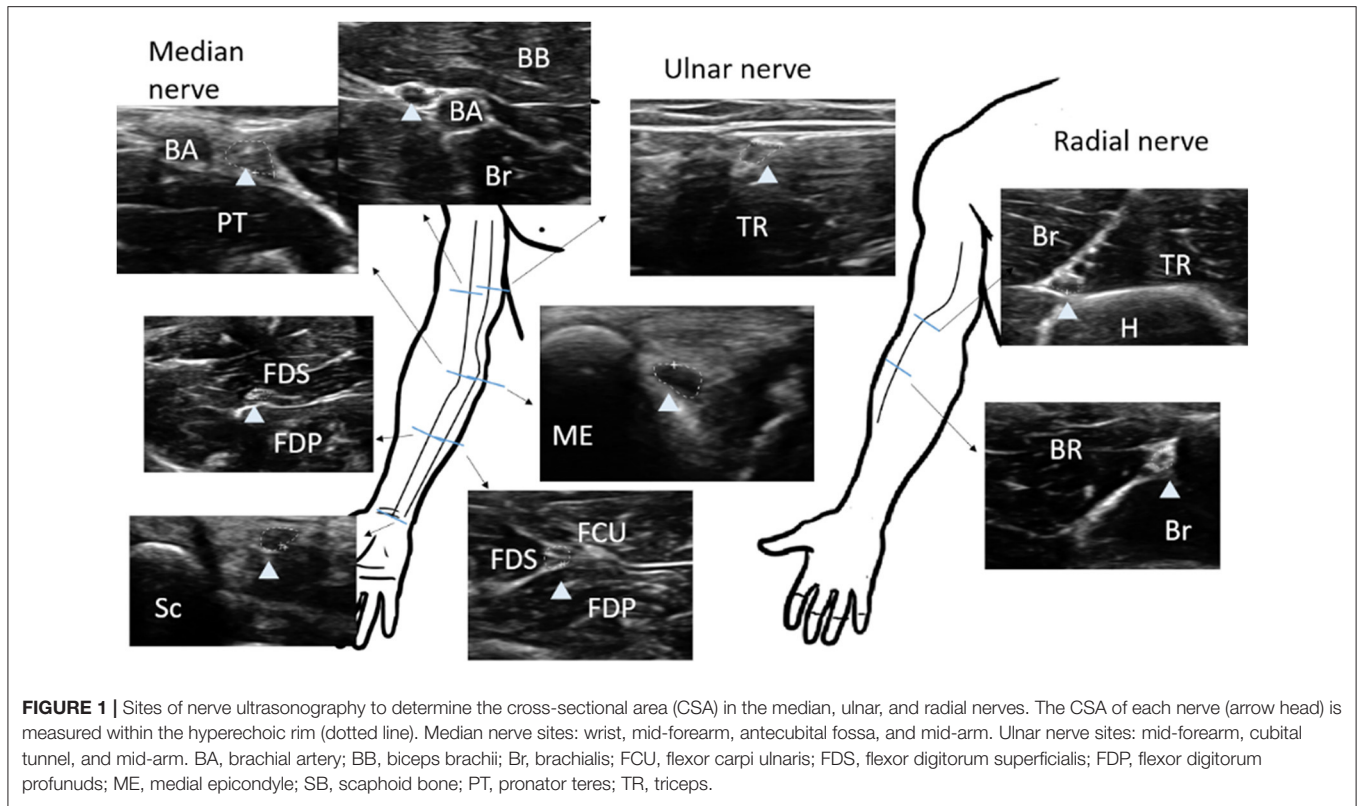 Median
nerve
BB
BA
Br
BA
PT
Ulnar nerve
TR
Radial nerve
Br
TR
H
FDS
FDP
ME
BR
Br
Sc
FCU
FDS
FDP
FIGURE 1 | Sites of nerve ultrasonography to determine the cross-sectional area (CSA) in the median, ulnar, and radial nerves. The CSA of each nerve (arrow head) is
measured within the hyperechoic rim (dotted line). Median nerve sites: wrist, mid-forearm, antecubital fossa, and mid-arm. Ulnar nerve sites: mid-forearm, cubital
tunnel, and mid-arm. BA, brachial artery; BB, biceps brachii; Br, brachialis; FCU, flexor carpi ulnaris; FDS, flexor digitorum superficialis; FDP, flexor digitorum
profunuds; ME, medial epicondyle; SB, scaphoid bone; PT, pronator teres; TR, triceps.